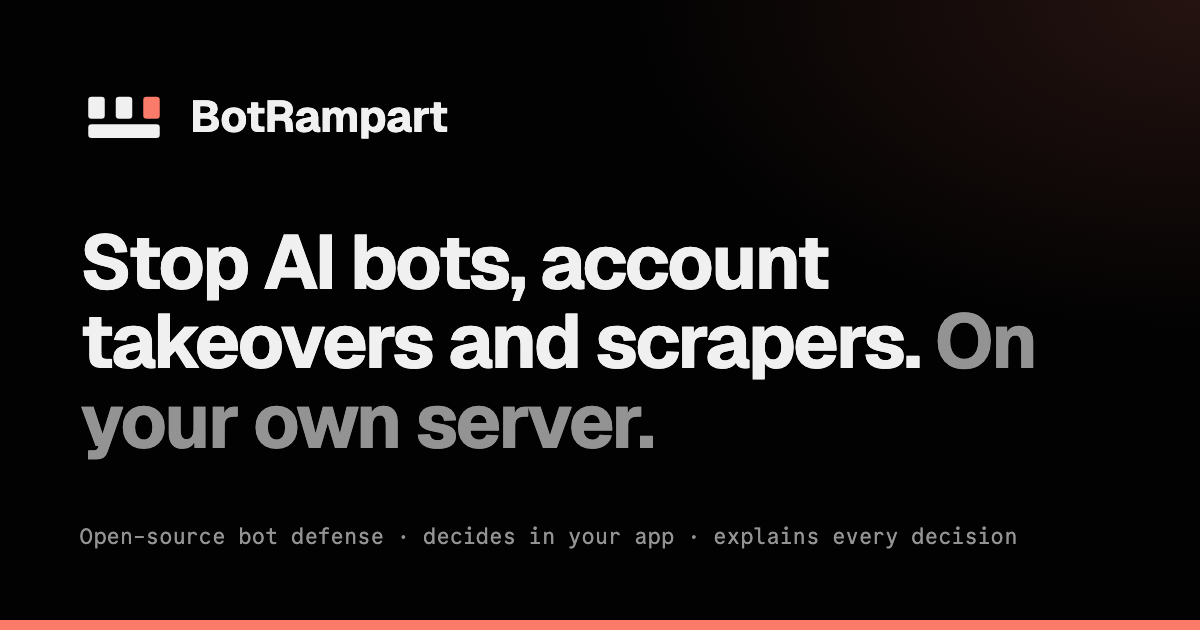 BotRampart
Stop AI bots, account
takeovers and scrapers. On
your own server.
Open-source bot defense · decides in your app · explains every decision